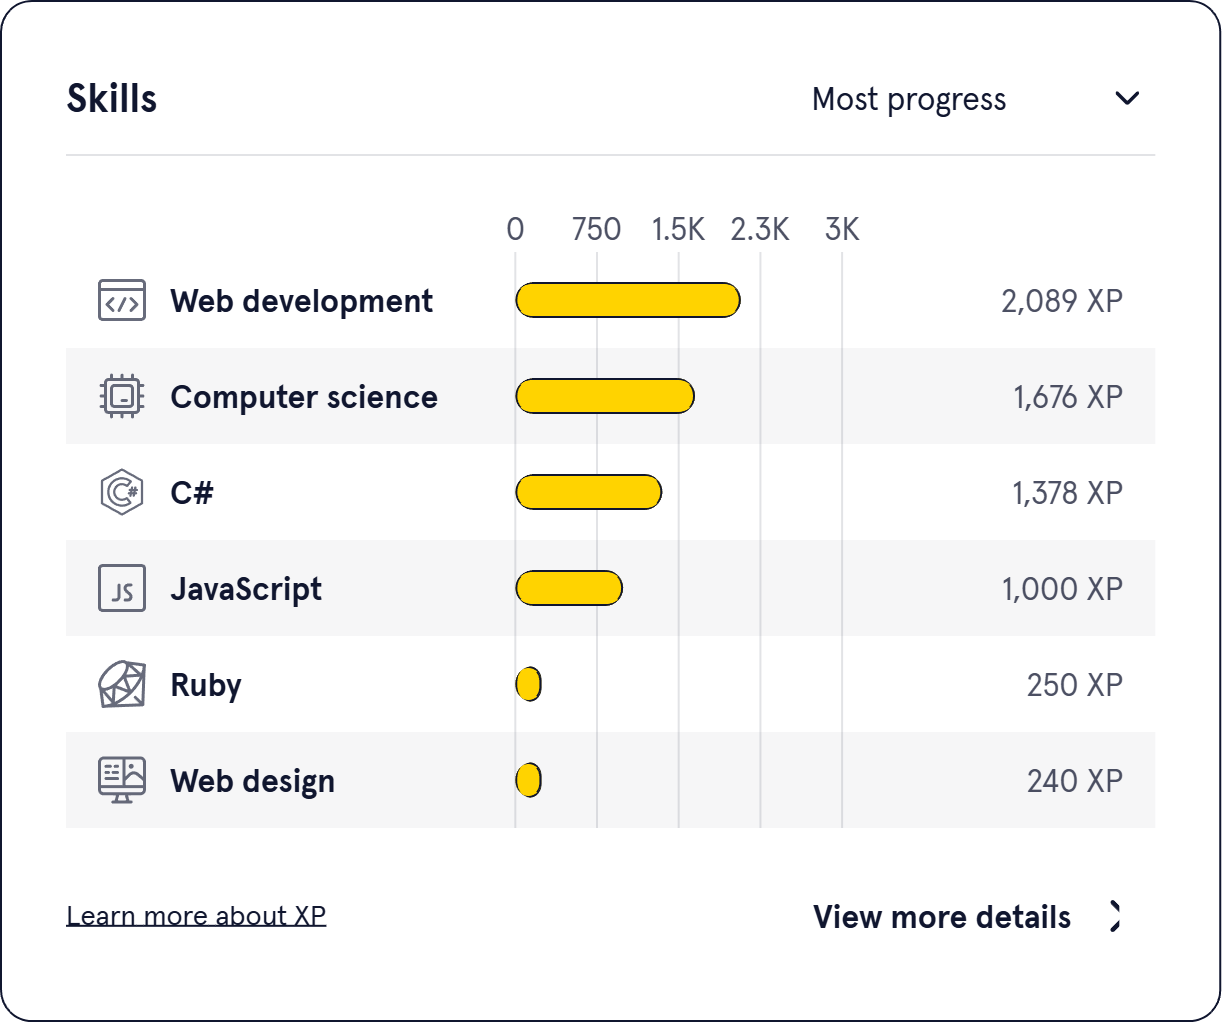 Skills
Most progress
0 750 1.5K 2.3K 3K
</> Web development 2,089 XP
Computer science 1,676 XP
C# C# 1,378 XP
JS JavaScript 1,000 XP
Ruby 250 XP
Web design 240 XP
Learn more about XP
View more details